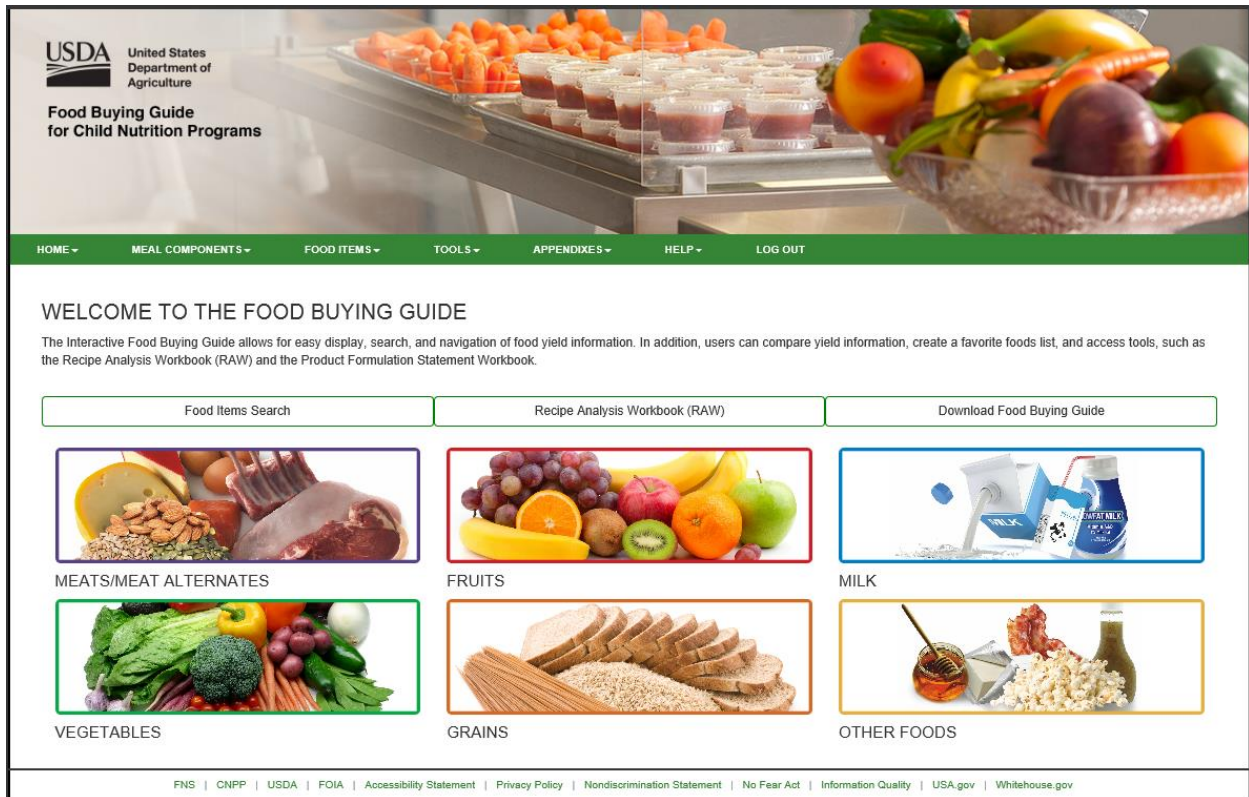 USDA
United States
Department of
Agriculture
Food Buying Guide
for Child Nutrition Programs
HOME MEAL COMPONENTS FOOD ITEMS TOOLS APPENDIXES HELP LOG OUT
WELCOME TO THE FOOD BUYING GUIDE
The Interactive Food Buying Guide allows for easy display, search, and navigation of food yield information. In addition, users can compare yield information, create a favorite foods list, and access tools, such as
the Recipe Analysis Workbook (RAW) and the Product Formulation Statement Workbook.
Food Items Search Recipe Analysis Workbook (RAW) Download Food Buying Guide
MILK
LOWFAT MILK
MEATS/MEAT ALTERNATES FRUITS MILK
VEGETABLES GRAINS OTHER FOODS
FNS | CNPP | USDA | FOIA | Accessibility Statement | Privacy Policy | Nondiscrimination Statement | No Fear Act | Information Quality | USA.gov | Whitehouse.gov